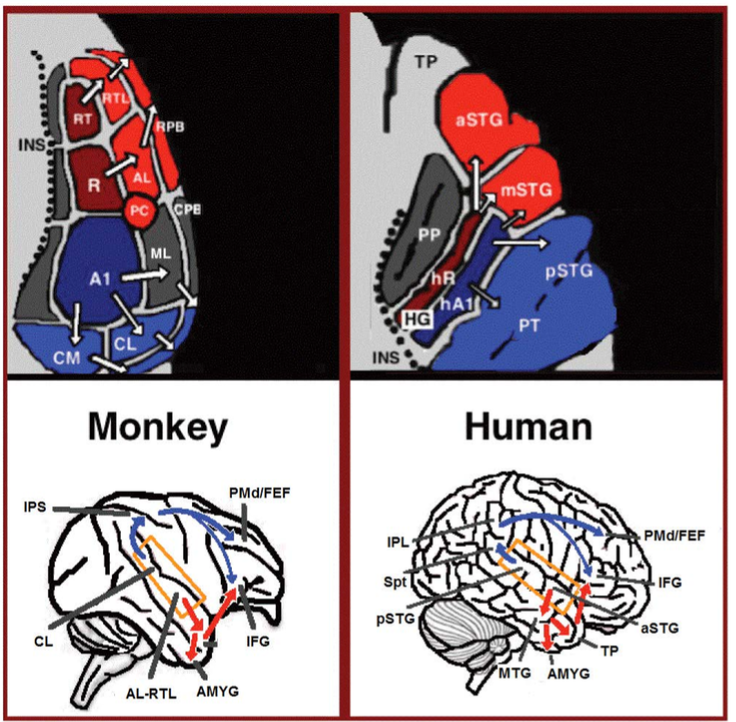 RTL
RT
RPB
INS
R
AL
PC
CPB
ML
A1
CL
CM
TP
aSTG
mSTG
PP
hR
pSTG
hA1
HG
PT
INS
Monkey
Human
IPS
PMd/FEF
CL
IFG
AL-RTL
AMYG
IPL
PMd/FEF
Spt
IFG
pSTG
aSTG
TP
MTG
AMYG